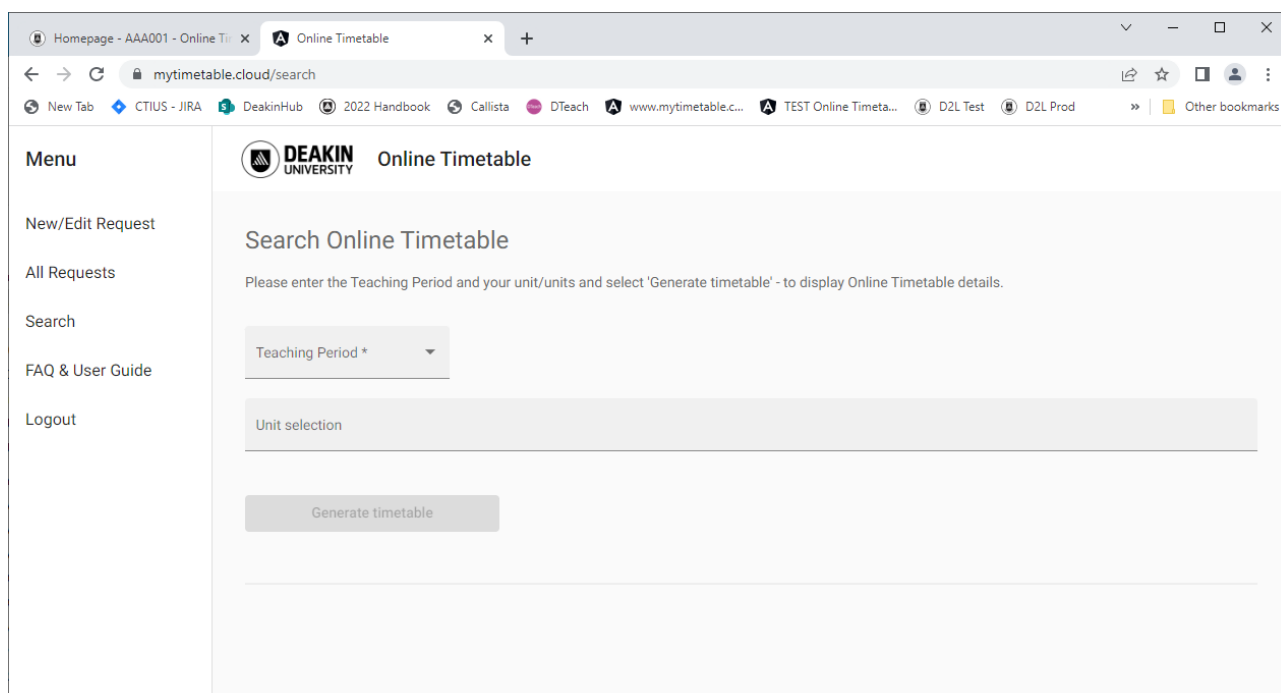 Homepage - AAA001 - Online Ti
Online Timetable
mytimetable.cloud/search
New Tab CTIUS - JIRA DeakinHub 2022 Handbook Callista DTeach www.mytimetable.c... TEST Online Timeta... D2L Test D2L Prod » Other bookmarks
Menu
DEAKIN
UNIVERSITY
Online Timetable
New/Edit Request
All Requests
Search
FAQ & User Guide
Logout
Search Online Timetable
Please enter the Teaching Period and your unit/units and select 'Generate timetable' - to display Online Timetable details.
Teaching Period *
Unit selection
Generate timetable